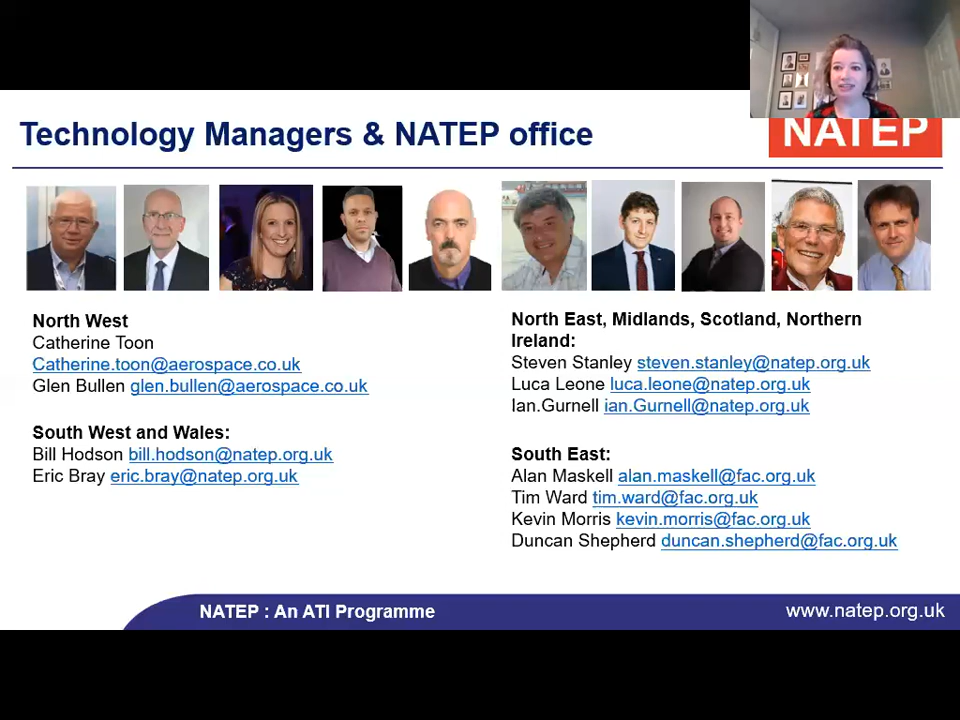 Technology Managers & NATEP office
NATEP
North West
Catherine Toon
Catherine.toon@aerospace.co.uk
Glen Bullen glen.bullen@aerospace.co.uk
South West and Wales:
Bill Hodson bill.hodson@natep.org.uk
Eric Bray eric.bray@natep.org.uk
North East, Midlands, Scotland, Northern
Ireland:
Steven Stanley steven.stanley@natep.org.uk
Luca Leone luca.leone@natep.org.uk
Ian.Gurnell ian.Gurnell@natep.org.uk
South East:
Alan Maskell alan.maskell@fac.org.uk
Tim Ward tim.ward@fac.org.uk
Kevin Morris kevin.morris@fac.org.uk
Duncan Shepherd duncan.shepherd@fac.org.uk
NATEP : An ATI Programme
www.natep.org.uk